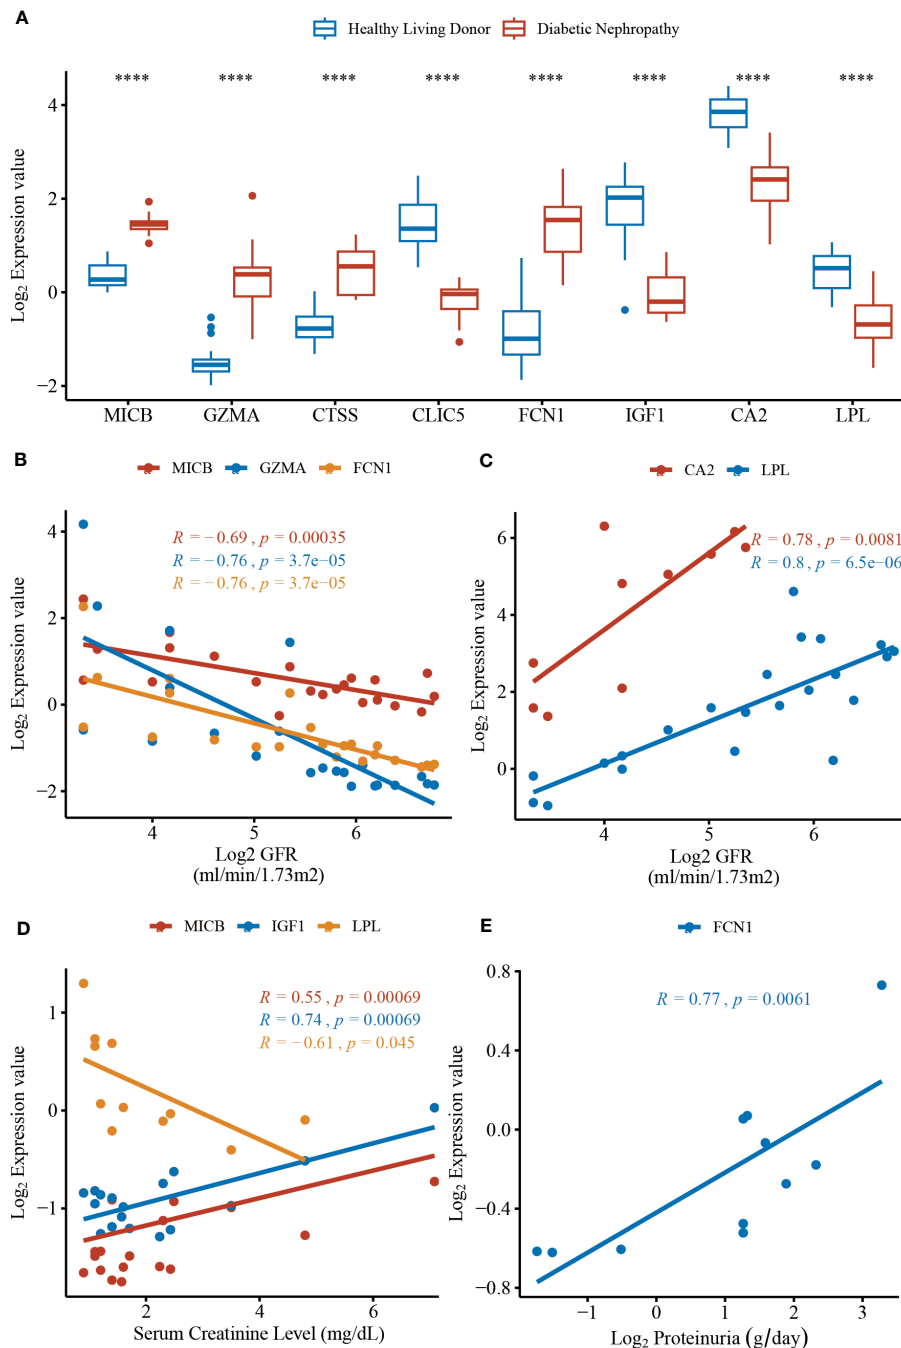 A
Healthy Living Donor Diabetic Nephropathy
**** **** **** **** **** **** **** ****
Log2 Expression value
4
2
0
−2
MICB GZMA CTSS CLIC5 FCN1 IGF1 CA2 LPL
B
MICB GZMA FCN1
R = −0.69 , p = 0.00035
R = −0.76 , p = 3.7e−05
R = −0.76 , p = 3.7e−05
Log2 Expression value
4
2
0
−2
4 5 6
Log2 GFR
(ml/min/1.73m2)
C
CA2 LPL
R = 0.78 , p = 0.0081
R = 0.8 , p = 6.5e−06
Log2 Expression value
6
4
2
0
4 5 6
Log2 GFR
(ml/min/1.73m2)
D
MICB IGF1 LPL
R = 0.55 , p = 0.00069
R = 0.74 , p = 0.00069
R = −0.61 , p = 0.045
Log2 Expression value
1
0
−1
2 4 6
Serum Creatinine Level (mg/dL)
E
FCN1
R = 0.77 , p = 0.0061
Log2 Expression value
0.8
0.4
0.0
−0.4
−0.8
−1 0 1 2 3
Log2 Proteinuria (g/day)